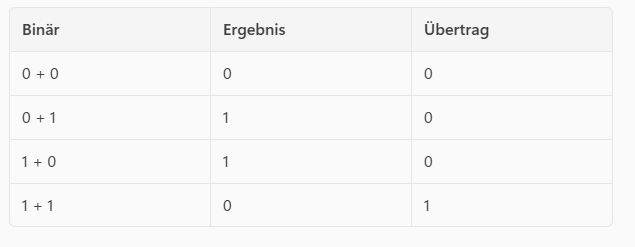 Binär Ergebnis Übertrag
0 + 0 0 0
0 + 1 1 0
1 + 0 1 0
1 + 1 0 1